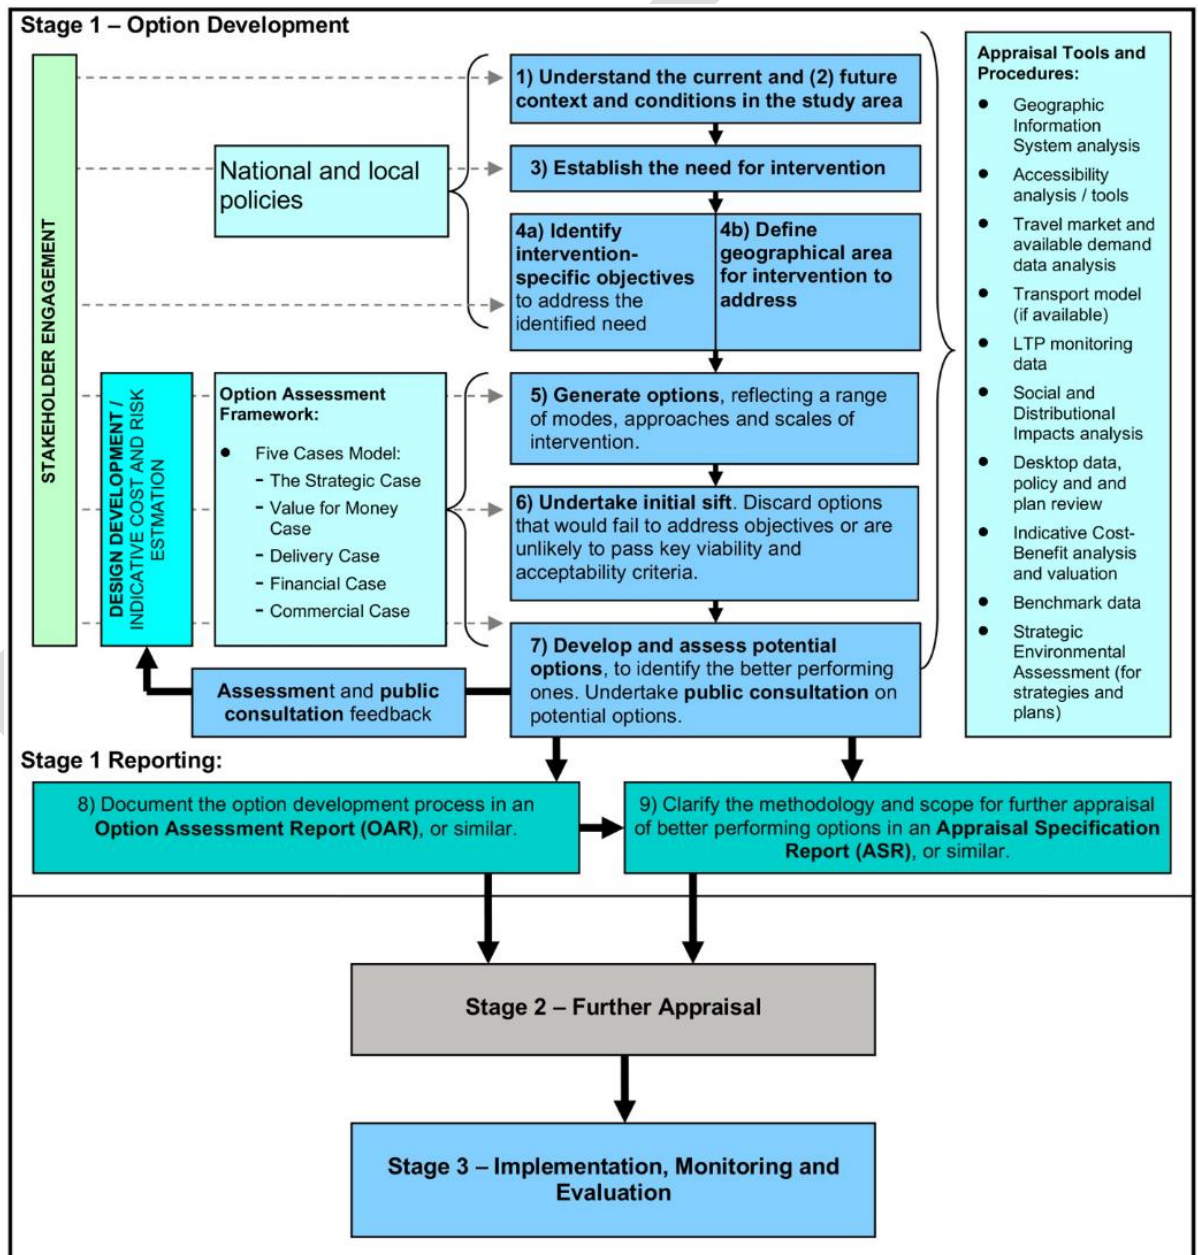 Stage 1 – Option Development
STAKEHOLDER ENGAGEMENT
1) Understand the current and (2) future
context and conditions in the study area
National and local
policies
3) Establish the need for intervention
4a) Identify
intervention-
specific objectives
to address the
identified need
4b) Define
geographical area
for intervention to
address
DESIGN DEVELOPMENT /
INDICATIVE COST AND RISK
ESTMATION
Option Assessment
Framework:
● Five Cases Model:
- The Strategic Case
- Value for Money
Case
- Delivery Case
- Financial Case
- Commercial Case
5) Generate options, reflecting a range
of modes, approaches and scales of
intervention.
6) Undertake initial sift. Discard options
that would fail to address objectives or are
unlikely to pass key viability and
acceptability criteria.
7) Develop and assess potential
options, to identify the better performing
ones. Undertake public consultation on
potential options.
Assessment and public
consultation feedback
Appraisal Tools and
Procedures:
● Geographic
Information
System analysis
● Accessibility
analysis / tools
● Travel market and
available demand
data analysis
● Transport model
(if available)
● LTP monitoring
data
● Social and
Distributional
Impacts analysis
● Desktop data,
policy and and
plan review
● Indicative Cost-
Benefit analysis
and valuation
● Benchmark data
● Strategic
Environmental
Assessment (for
strategies and
plans)
Stage 1 Reporting:
8) Document the option development process in an
Option Assessment Report (OAR), or similar.
9) Clarify the methodology and scope for further appraisal
of better performing options in an Appraisal Specification
Report (ASR), or similar.
Stage 2 – Further Appraisal
Stage 3 – Implementation, Monitoring and
Evaluation